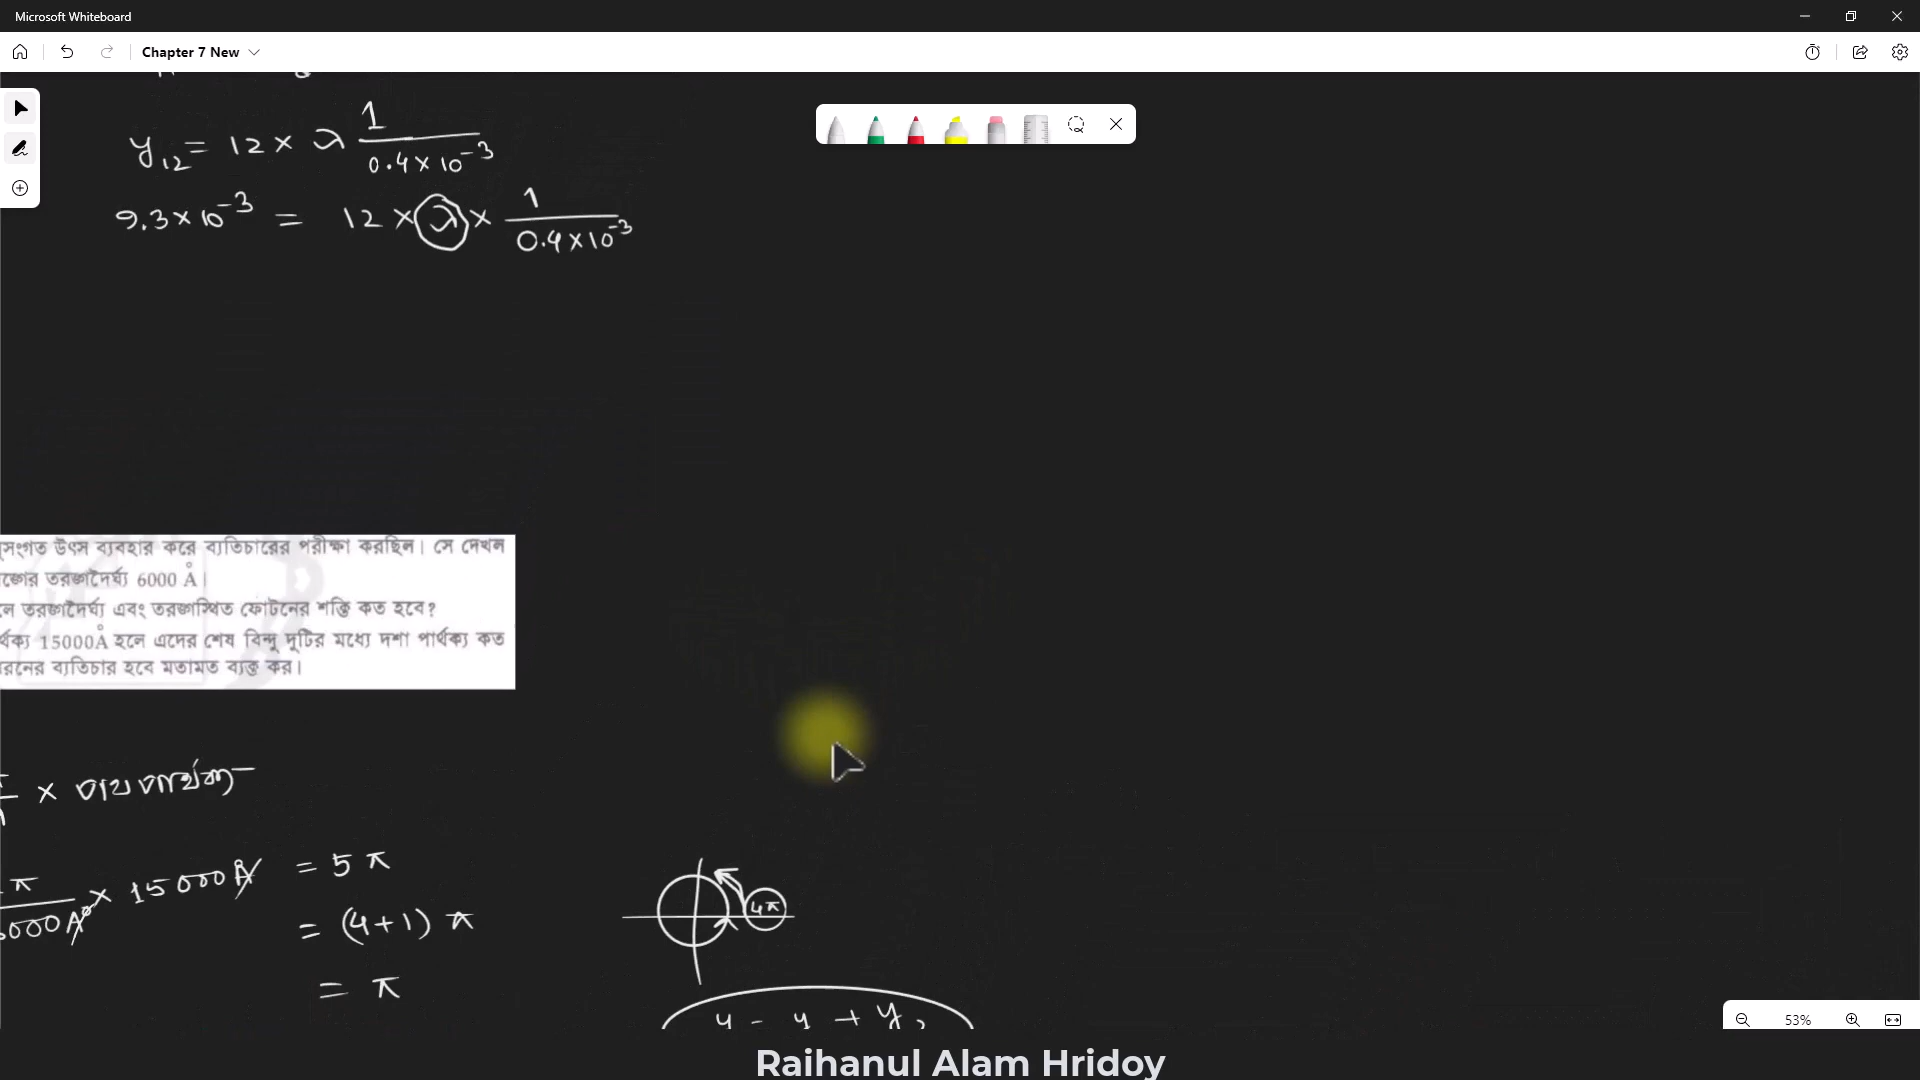 Microsoft Whiteboard
Chapter 7 New
y₁₂ = 12 × λ 1/(0.4×10⁻³)
9.3×10⁻³ = 12 × λ × 1/(0.4×10⁻³)
উৎস ব্যবহার করে ব্যতিচারের পরীক্ষা করছিল। সে দেখল
তরঙ্গদৈর্ঘ্য 6000 Å।
তরঙ্গদৈর্ঘ্য এবং তরঙ্গস্থিত ফোটনের শক্তি কত হবে?
15000Å হলে এদের শেষ বিন্দু দুটির মধ্যে দশা পার্থক্য কত
ব্যতিচার হবে মতামত ব্যক্ত কর।
× পথ পার্থক্য
π × 15000Å = 5π
000Å
= (4+1) π
4π
= π
y = y + y₂
53%
Raihanul Alam Hridoy